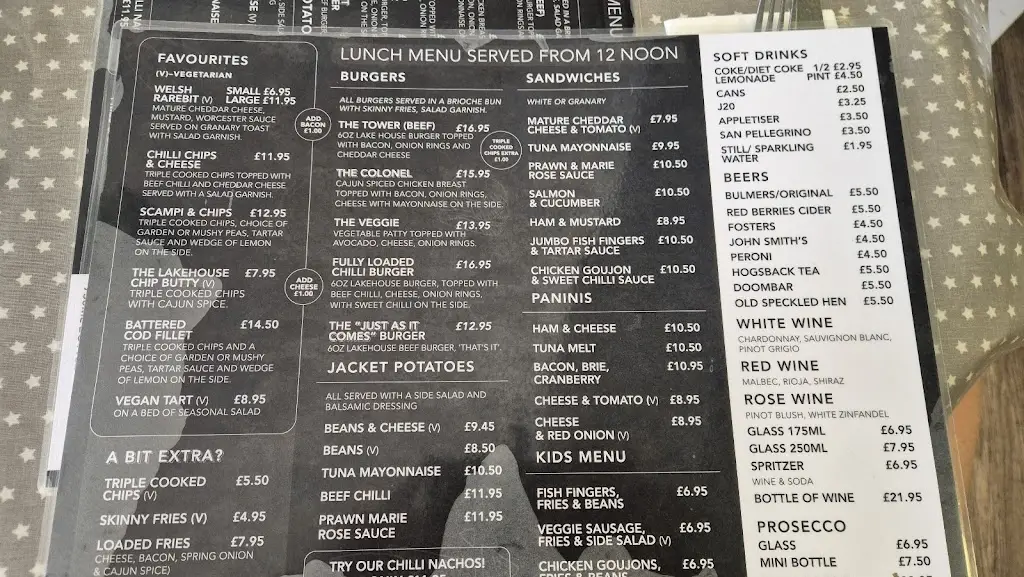 FAVOURITES
(V)–VEGETARIAN
WELSH SMALL £6.95
RAREBIT (V) LARGE £11.95
MATURE CHEDDAR CHEESE,
MUSTARD, WORCESTER SAUCE
SERVED ON GRANARY TOAST
WITH SALAD GARNISH.
ADD
BACON
£1.00
CHILLI CHIPS £11.95
& CHEESE
TRIPLE COOKED CHIPS TOPPED WITH
BEEF CHILLI AND CHEDDAR CHEESE
SERVED WITH A SALAD GARNISH.
SCAMPI & CHIPS £12.95
TRIPLE COOKED CHIPS, CHOICE OF
GARDEN OR MUSHY PEAS, TARTAR
SAUCE AND WEDGE OF LEMON
ON THE SIDE.
THE LAKEHOUSE £7.95
CHIP BUTTY (V)
TRIPLE COOKED CHIPS
WITH CAJUN SPICE.
ADD
CHEESE
£1.00
BATTERED £14.50
COD FILLET
TRIPLE COOKED CHIPS AND A
CHOICE OF GARDEN OR MUSHY
PEAS, TARTAR SAUCE AND WEDGE
OF LEMON ON THE SIDE.
VEGAN TART (V) £8.95
ON A BED OF SEASONAL SALAD
A BIT EXTRA?
TRIPLE COOKED £5.50
CHIPS (V)
SKINNY FRIES (V) £4.95
LOADED FRIES £7.95
CHEESE, BACON, SPRING ONION
& CAJUN SPICE)
LUNCH MENU SERVED FROM 12 NOON
BURGERS
ALL BURGERS SERVED IN A BRIOCHE BUN
WITH SKINNY FRIES, SALAD GARNISH.
THE TOWER (BEEF) £16.95
6OZ LAKE HOUSE BURGER TOPPED
WITH BACON, ONION RINGS AND
CHEDDAR CHEESE
TRIPLE
COOKED
CHIPS EXTRA
£1.00
THE COLONEL £15.95
CAJUN SPICED CHICKEN BREAST
TOPPED WITH BACON, ONION RINGS,
CHEESE WITH MAYONNAISE ON THE SIDE.
THE VEGGIE £13.95
VEGETABLE PATTY TOPPED WITH
AVOCADO, CHEESE, ONION RINGS.
FULLY LOADED £16.95
CHILLI BURGER
6OZ LAKEHOUSE BURGER, TOPPED WITH
BEEF CHILLI, CHEESE, ONION RINGS,
WITH SWEET CHILLI ON THE SIDE.
THE "JUST AS IT £12.95
COMES" BURGER
6OZ LAKEHOUSE BEEF BURGER, 'THAT'S IT'.
JACKET POTATOES
ALL SERVED WITH A SIDE SALAD AND
BALSAMIC DRESSING
BEANS & CHEESE (V) £9.45
BEANS (V) £8.50
TUNA MAYONNAISE £10.50
BEEF CHILLI £11.95
PRAWN MARIE £11.95
ROSE SAUCE
TRY OUR CHILLI NACHOS!
SANDWICHES
WHITE OR GRANARY
MATURE CHEDDAR £7.95
CHEESE & TOMATO (V)
TUNA MAYONNAISE £9.95
PRAWN & MARIE £10.50
ROSE SAUCE
SALMON £10.50
& CUCUMBER
HAM & MUSTARD £8.95
JUMBO FISH FINGERS £10.50
& TARTAR SAUCE
CHICKEN GOUJON £10.50
& SWEET CHILLI SAUCE
PANINIS
HAM & CHEESE £10.50
TUNA MELT £10.50
BACON, BRIE, £10.95
CRANBERRY
CHEESE & TOMATO (V) £8.95
CHEESE £8.95
& RED ONION (V)
KIDS MENU
FISH FINGERS, £6.95
FRIES & BEANS
VEGGIE SAUSAGE, £6.95
FRIES & SIDE SALAD (V)
CHICKEN GOUJONS, £6.95
FRIES & BEANS
SOFT DRINKS
COKE/DIET COKE 1/2 £2.95
LEMONADE PINT £4.50
CANS £2.50
J20 £3.25
APPLETISER £3.50
SAN PELLEGRINO £3.50
STILL/ SPARKLING £1.95
WATER
BEERS
BULMERS/ORIGINAL £5.50
RED BERRIES CIDER £5.50
FOSTERS £4.50
JOHN SMITH'S £4.50
PERONI £4.50
HOGSBACK TEA £5.50
DOOMBAR £5.50
OLD SPECKLED HEN £5.50
WHITE WINE
CHARDONNAY, SAUVIGNON BLANC,
PINOT GRIGIO
RED WINE
MALBEC, RIOJA, SHIRAZ
ROSE WINE
PINOT BLUSH, WHITE ZINFANDEL
GLASS 175ML £6.95
GLASS 250ML £7.95
SPRITZER £6.95
WINE & SODA
BOTTLE OF WINE £21.95
PROSECCO
GLASS £6.95
MINI BOTTLE £7.50